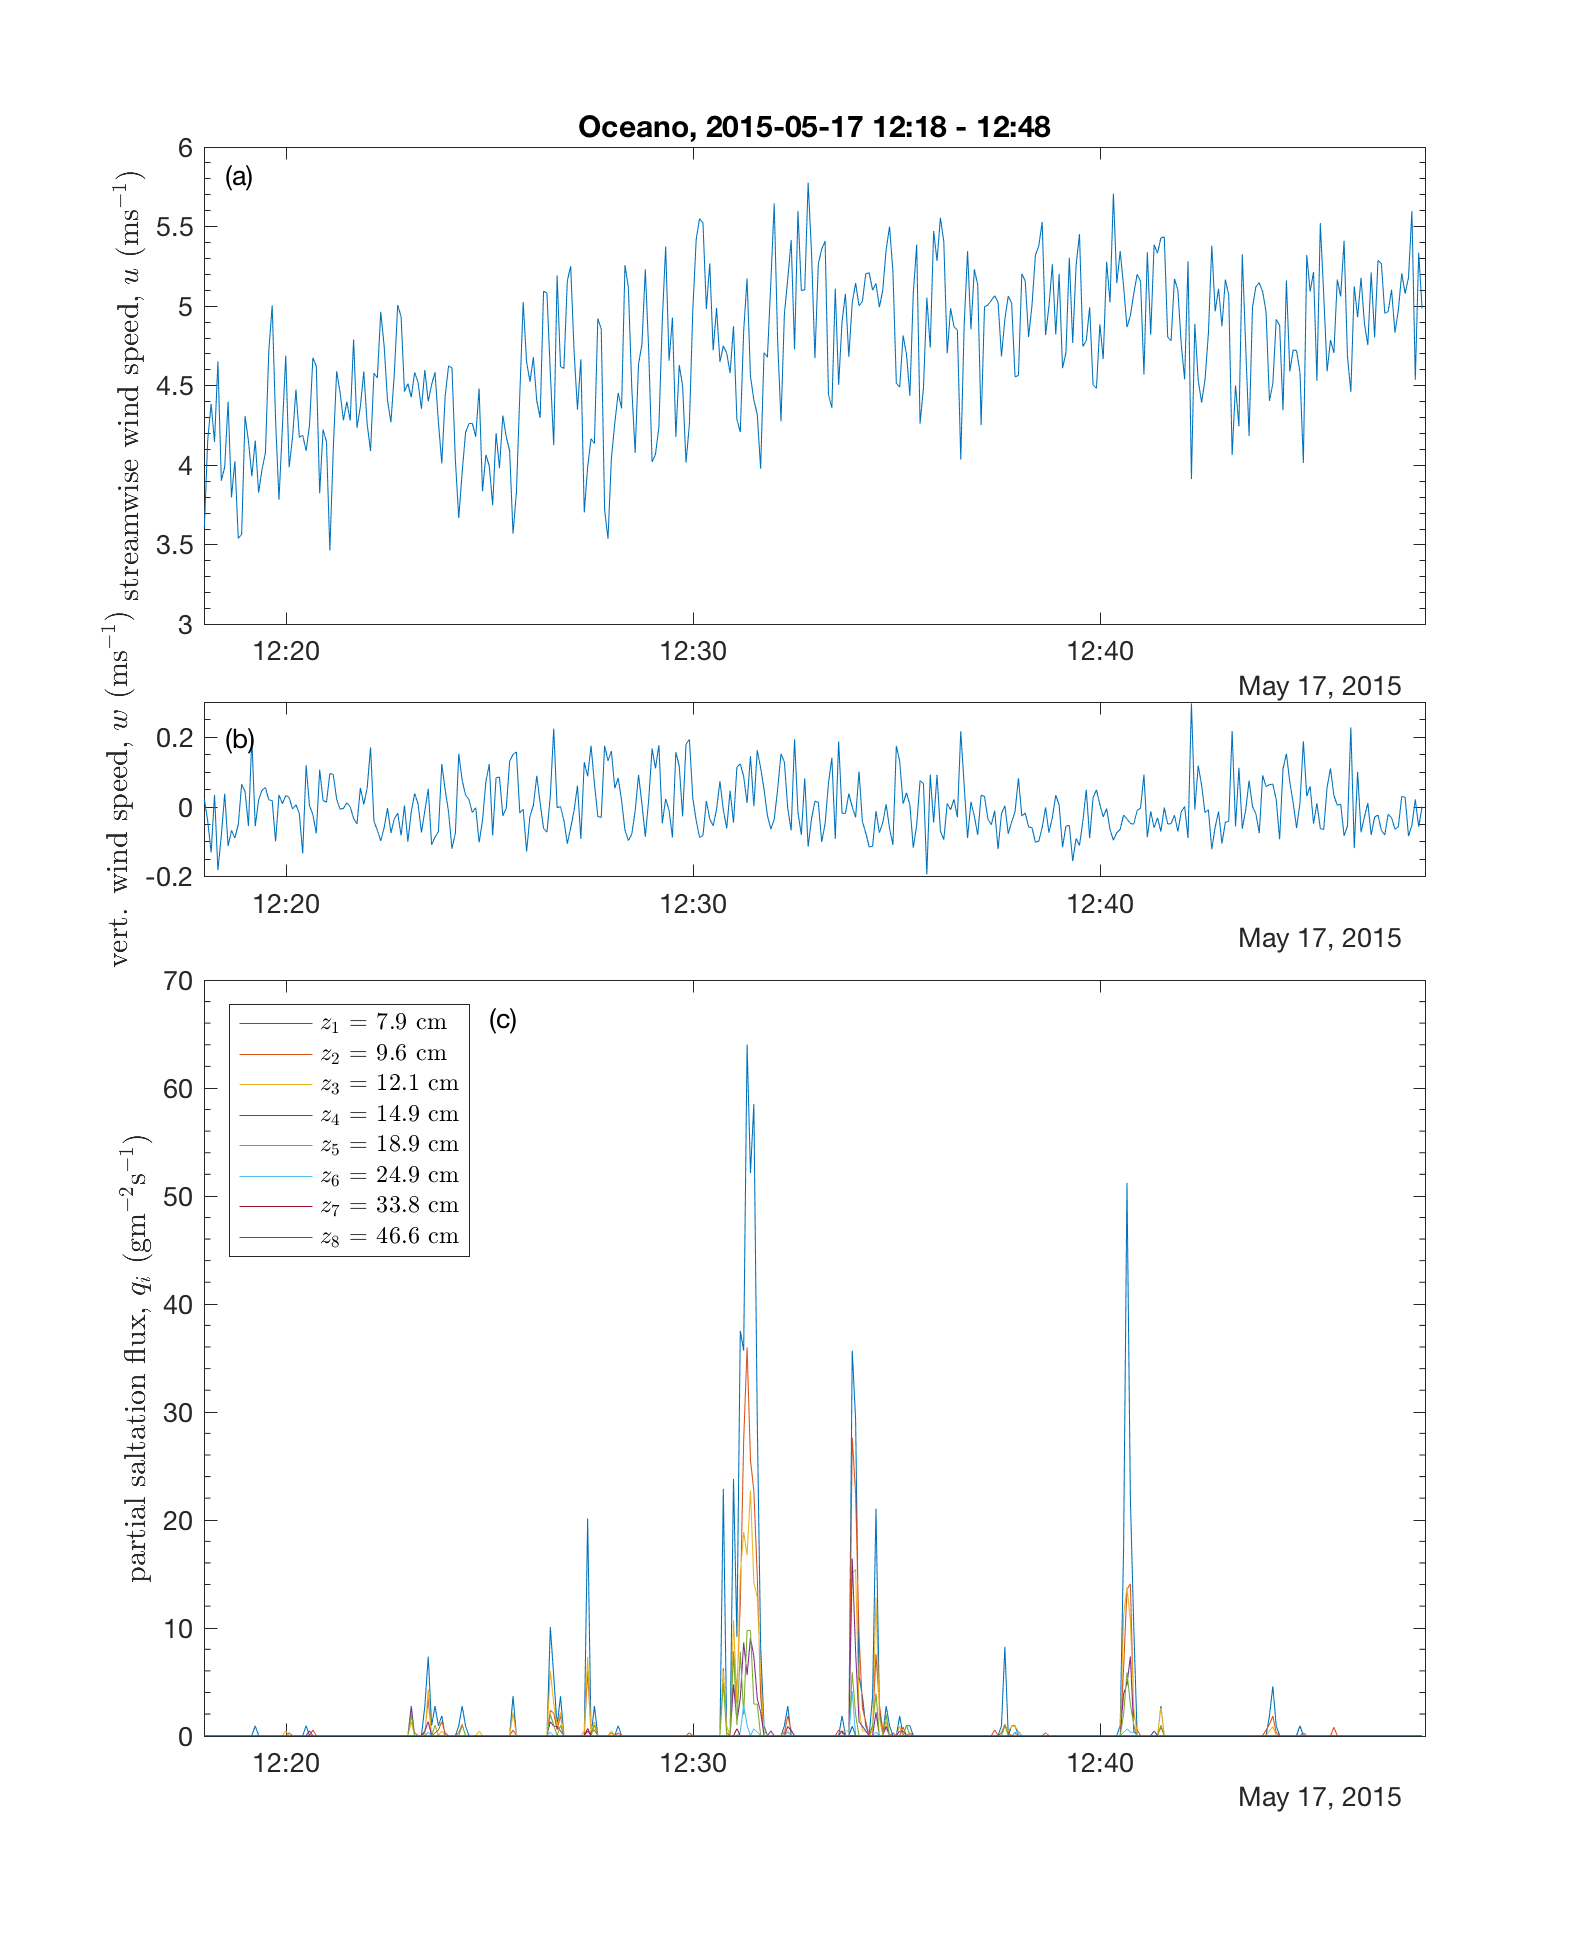 Oceano, 2015-05-17 12:18 - 12:48
(a)
streamwise wind speed, u (ms⁻¹)
6
5.5
5
4.5
4
3.5
3
12:20 12:30 12:40
May 17, 2015
(b)
vert. wind speed, w (ms⁻¹)
0.2
0
-0.2
12:20 12:30 12:40
May 17, 2015
(c)
partial saltation flux, qᵢ (gm⁻²s⁻¹)
70
60
50
40
30
20
10
0
z₁ = 7.9 cm
z₂ = 9.6 cm
z₃ = 12.1 cm
z₄ = 14.9 cm
z₅ = 18.9 cm
z₆ = 24.9 cm
z₇ = 33.8 cm
z₈ = 46.6 cm
12:20 12:30 12:40
May 17, 2015